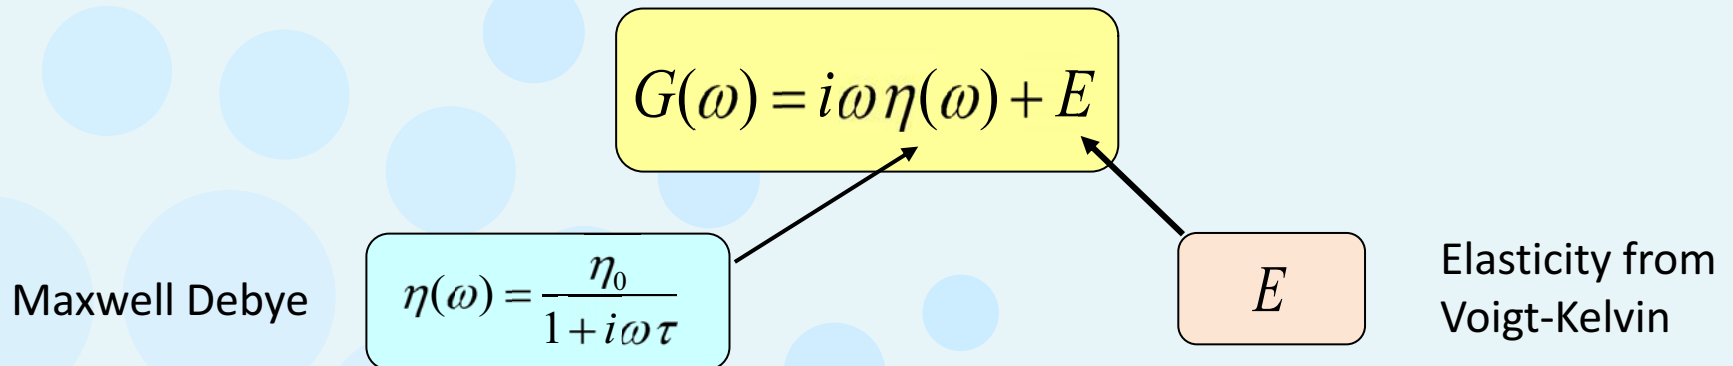 G(ω) = iωη(ω) + E
Maxwell Debye
η(ω) = η₀ / (1 + iωτ)
E
Elasticity from
Voigt-Kelvin